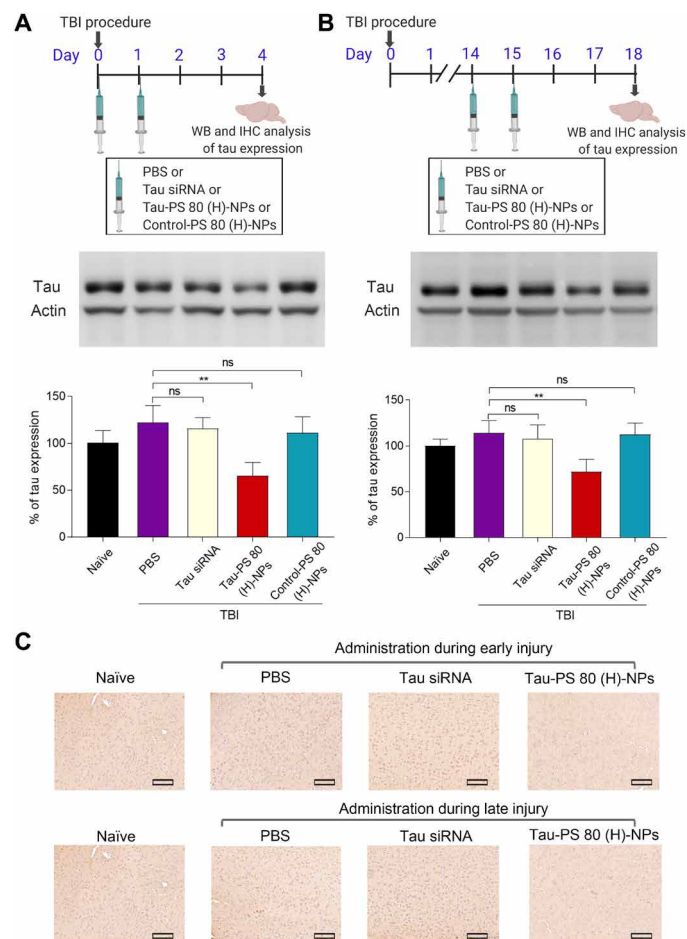 A
TBI procedure
Day 0 1 2 3 4
WB and IHC analysis
of tau expression
PBS or
Tau siRNA or
Tau-PS 80 (H)-NPs or
Control-PS 80 (H)-NPs
Tau
Actin
ns
**
ns
150
100
50
0
% of tau expression
Naïve
PBS
Tau siRNA
Tau-PS 80
(H)-NPs
Control-PS 80
(H)-NPs
TBI
B
TBI procedure
Day 0 1 14 15 16 17 18
WB and IHC analysis
of tau expression
PBS or
Tau siRNA or
Tau-PS 80 (H)-NPs or
Control-PS 80 (H)-NPs
Tau
Actin
ns
**
ns
150
100
50
0
% of tau expression
Naïve
PBS
Tau siRNA
Tau-PS 80
(H)-NPs
Control-PS 80
(H)-NPs
TBI
C
Administration during early injury
Naïve PBS Tau siRNA Tau-PS 80 (H)-NPs
Administration during late injury
Naïve PBS Tau siRNA Tau-PS 80 (H)-NPs